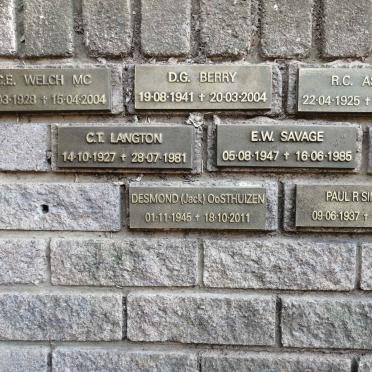 C.E. WELCH MC
03-1928 ✝ 15-04-2004
D.G. BERRY
19-08-1941 ✝ 20-03-2004
R.C.
22-04-1925 ✝
C.T. LANGTON
14-10-1927 ✝ 28-07-1981
E.W. SAVAGE
05-08-1947 ✝ 16-06-1985
DESMOND (Jack) OoSTHUIZEN
01-11-1945 ✝ 18-10-2011
PAUL R
09-06-1937 ✝